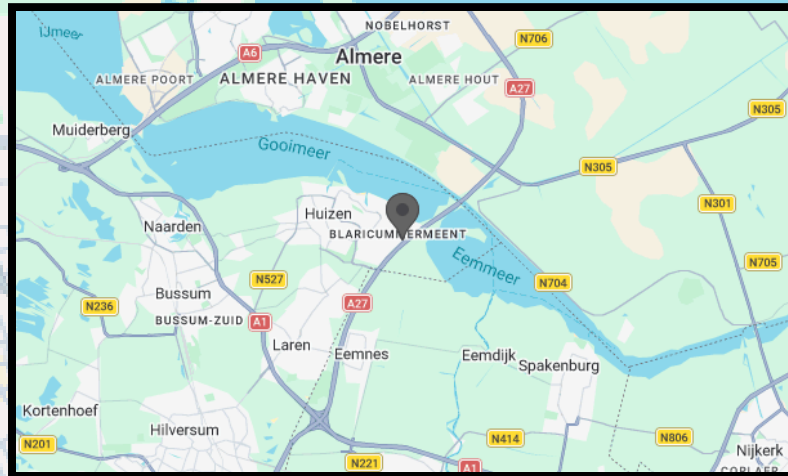 IJmeer
NOBELHORST
N706
A6
Almere
ALMERE POORT
ALMERE HAVEN
ALMERE HOUT
A27
N305
Muiderberg
Gooimeer
N305
Huizen
N301
Naarden
BLARICUMMERMEENT
Eemmeer
N705
N527
N704
Bussum
N236
A27
BUSSUM-ZUID
A1
Laren
Eemnes
Eemdijk
Spakenburg
Kortenhoef
Hilversum
N201
N414
N806
Nijkerk
N221
A1